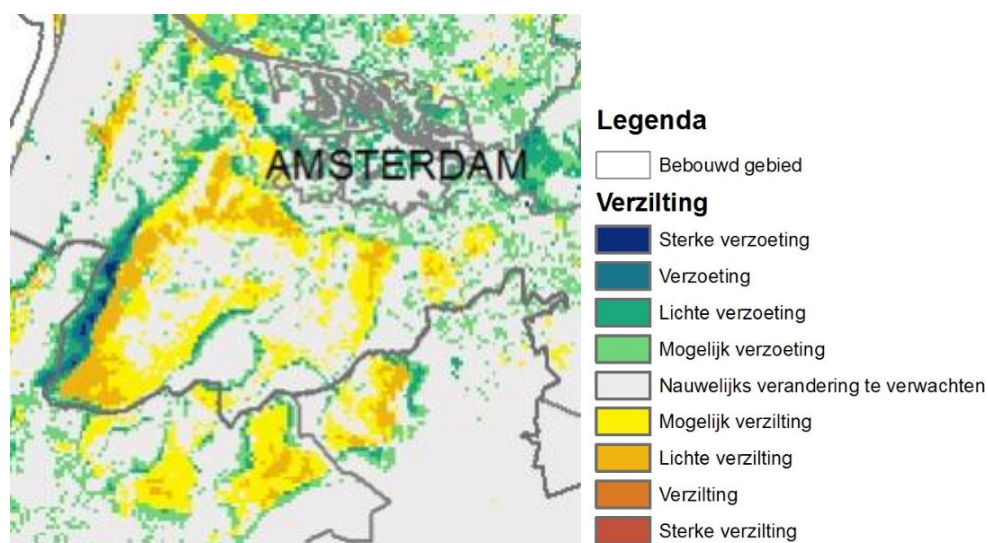 AMSTERDAM
Legenda
Bebouwd gebied
Verzilting
Sterke verzoeting
Verzoeting
Lichte verzoeting
Mogelijk verzoeting
Nauwelijks verandering te verwachten
Mogelijk verzilting
Lichte verzilting
Verzilting
Sterke verzilting